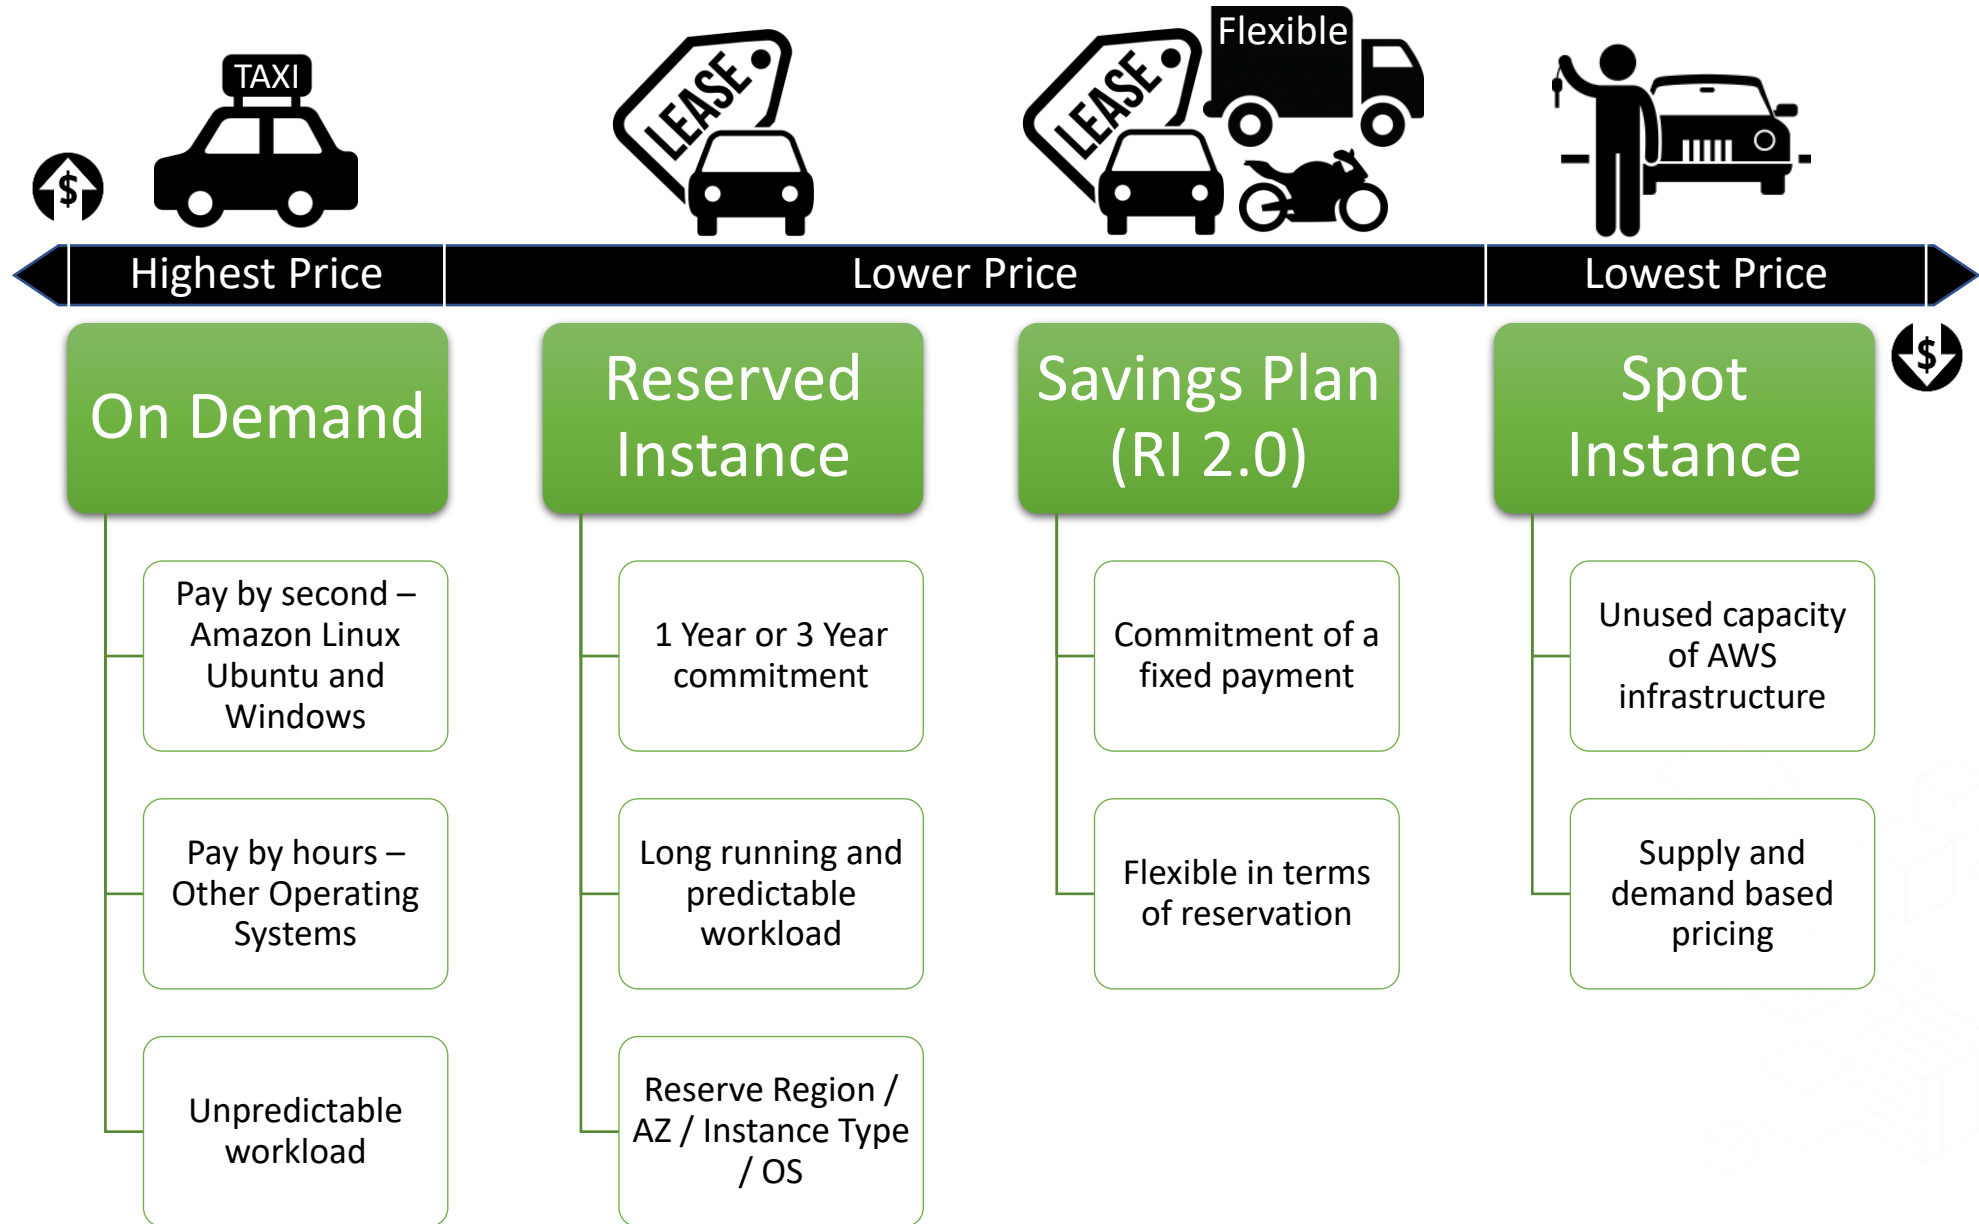 TAXI
LEASE
LEASE
Flexible
$
Highest Price
Lower Price
Lowest Price
$
On Demand
Pay by second –
Amazon Linux
Ubuntu and
Windows
Pay by hours –
Other Operating
Systems
Unpredictable
workload
Reserved
Instance
1 Year or 3 Year
commitment
Long running and
predictable
workload
Reserve Region /
AZ / Instance Type
/ OS
Savings Plan
(RI 2.0)
Commitment of a
fixed payment
Flexible in terms
of reservation
Spot
Instance
Unused capacity
of AWS
infrastructure
Supply and
demand based
pricing